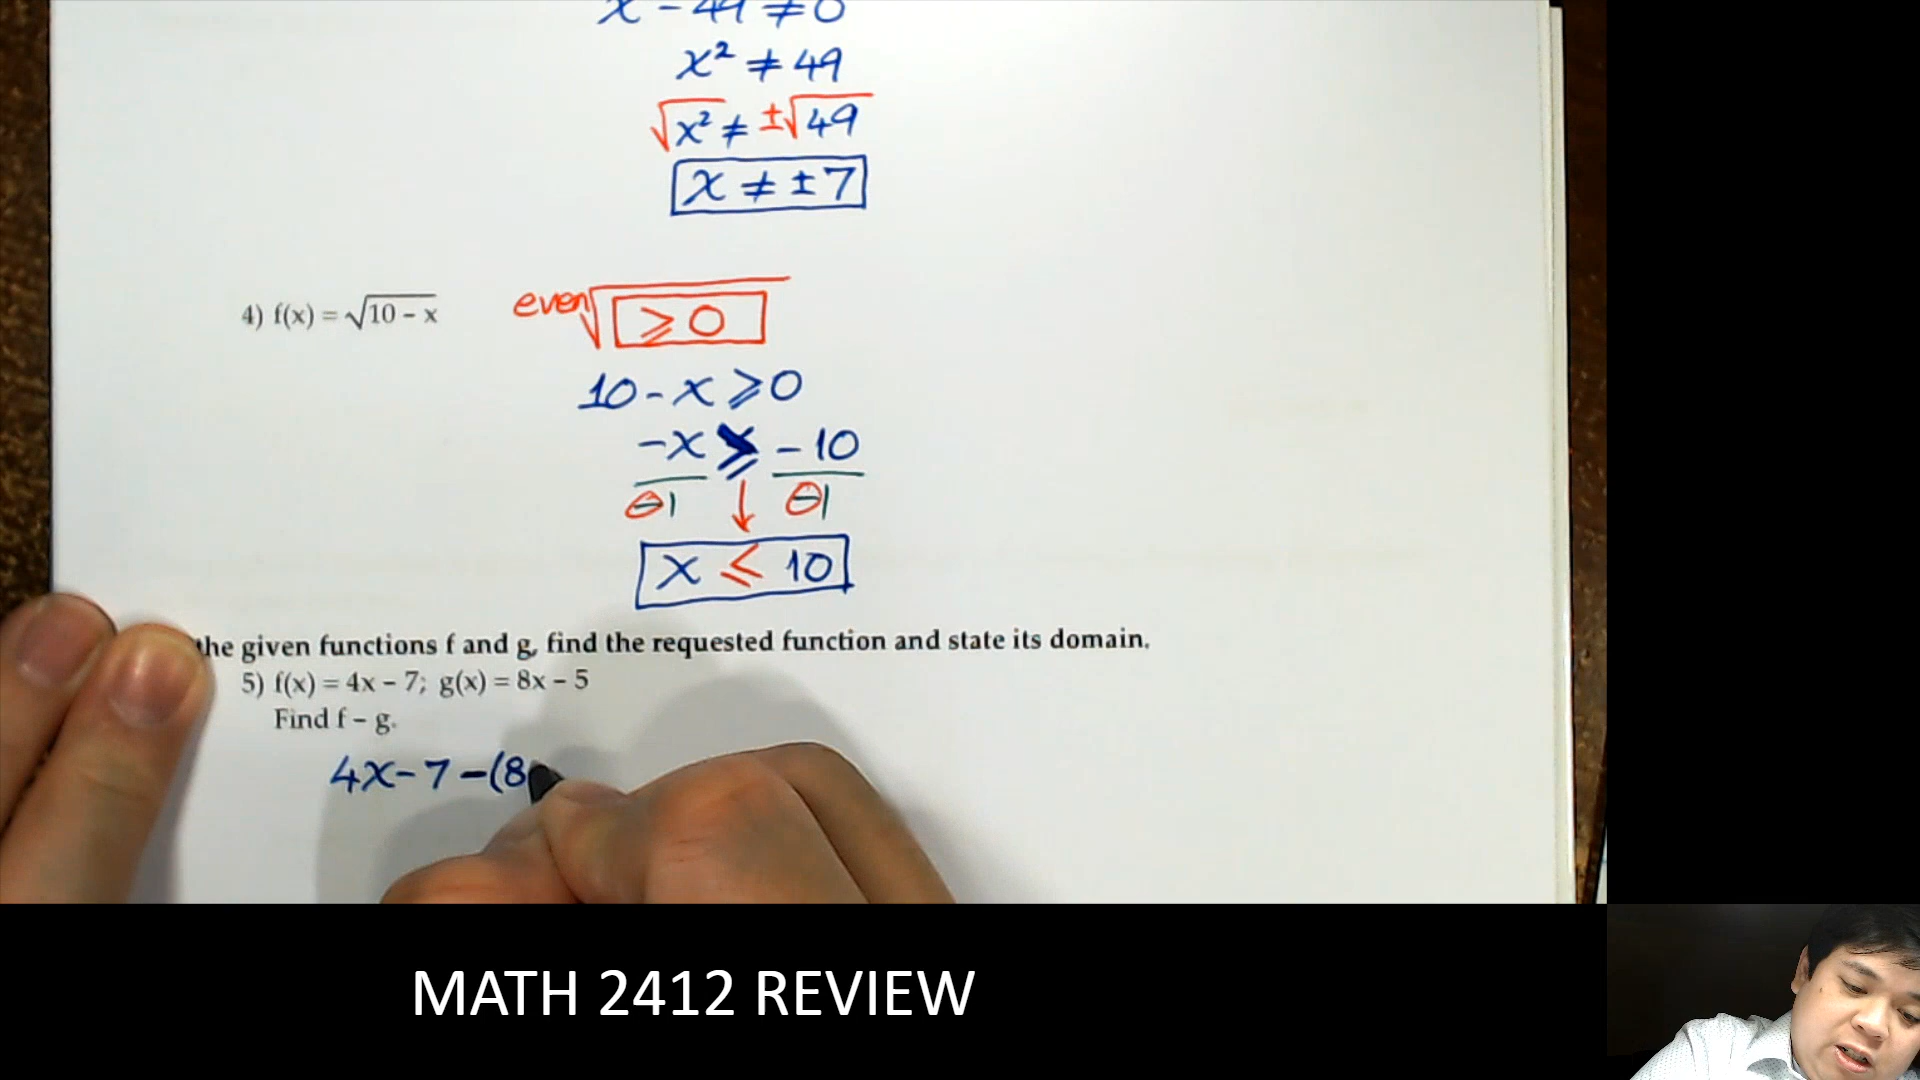 x - 49 ≠ 0
x² ≠ 49
√x² ≠ ±√49
x ≠ ±7
4) f(x) = √10 – x
even√ ≥ 0
10 - x ≥ 0
-x ≥ -10
-1 -1
x ≤ 10
the given functions f and g, find the requested function and state its domain.
5) f(x) = 4x – 7; g(x) = 8x – 5
Find f – g.
4x - 7 - (8
MATH 2412 REVIEW